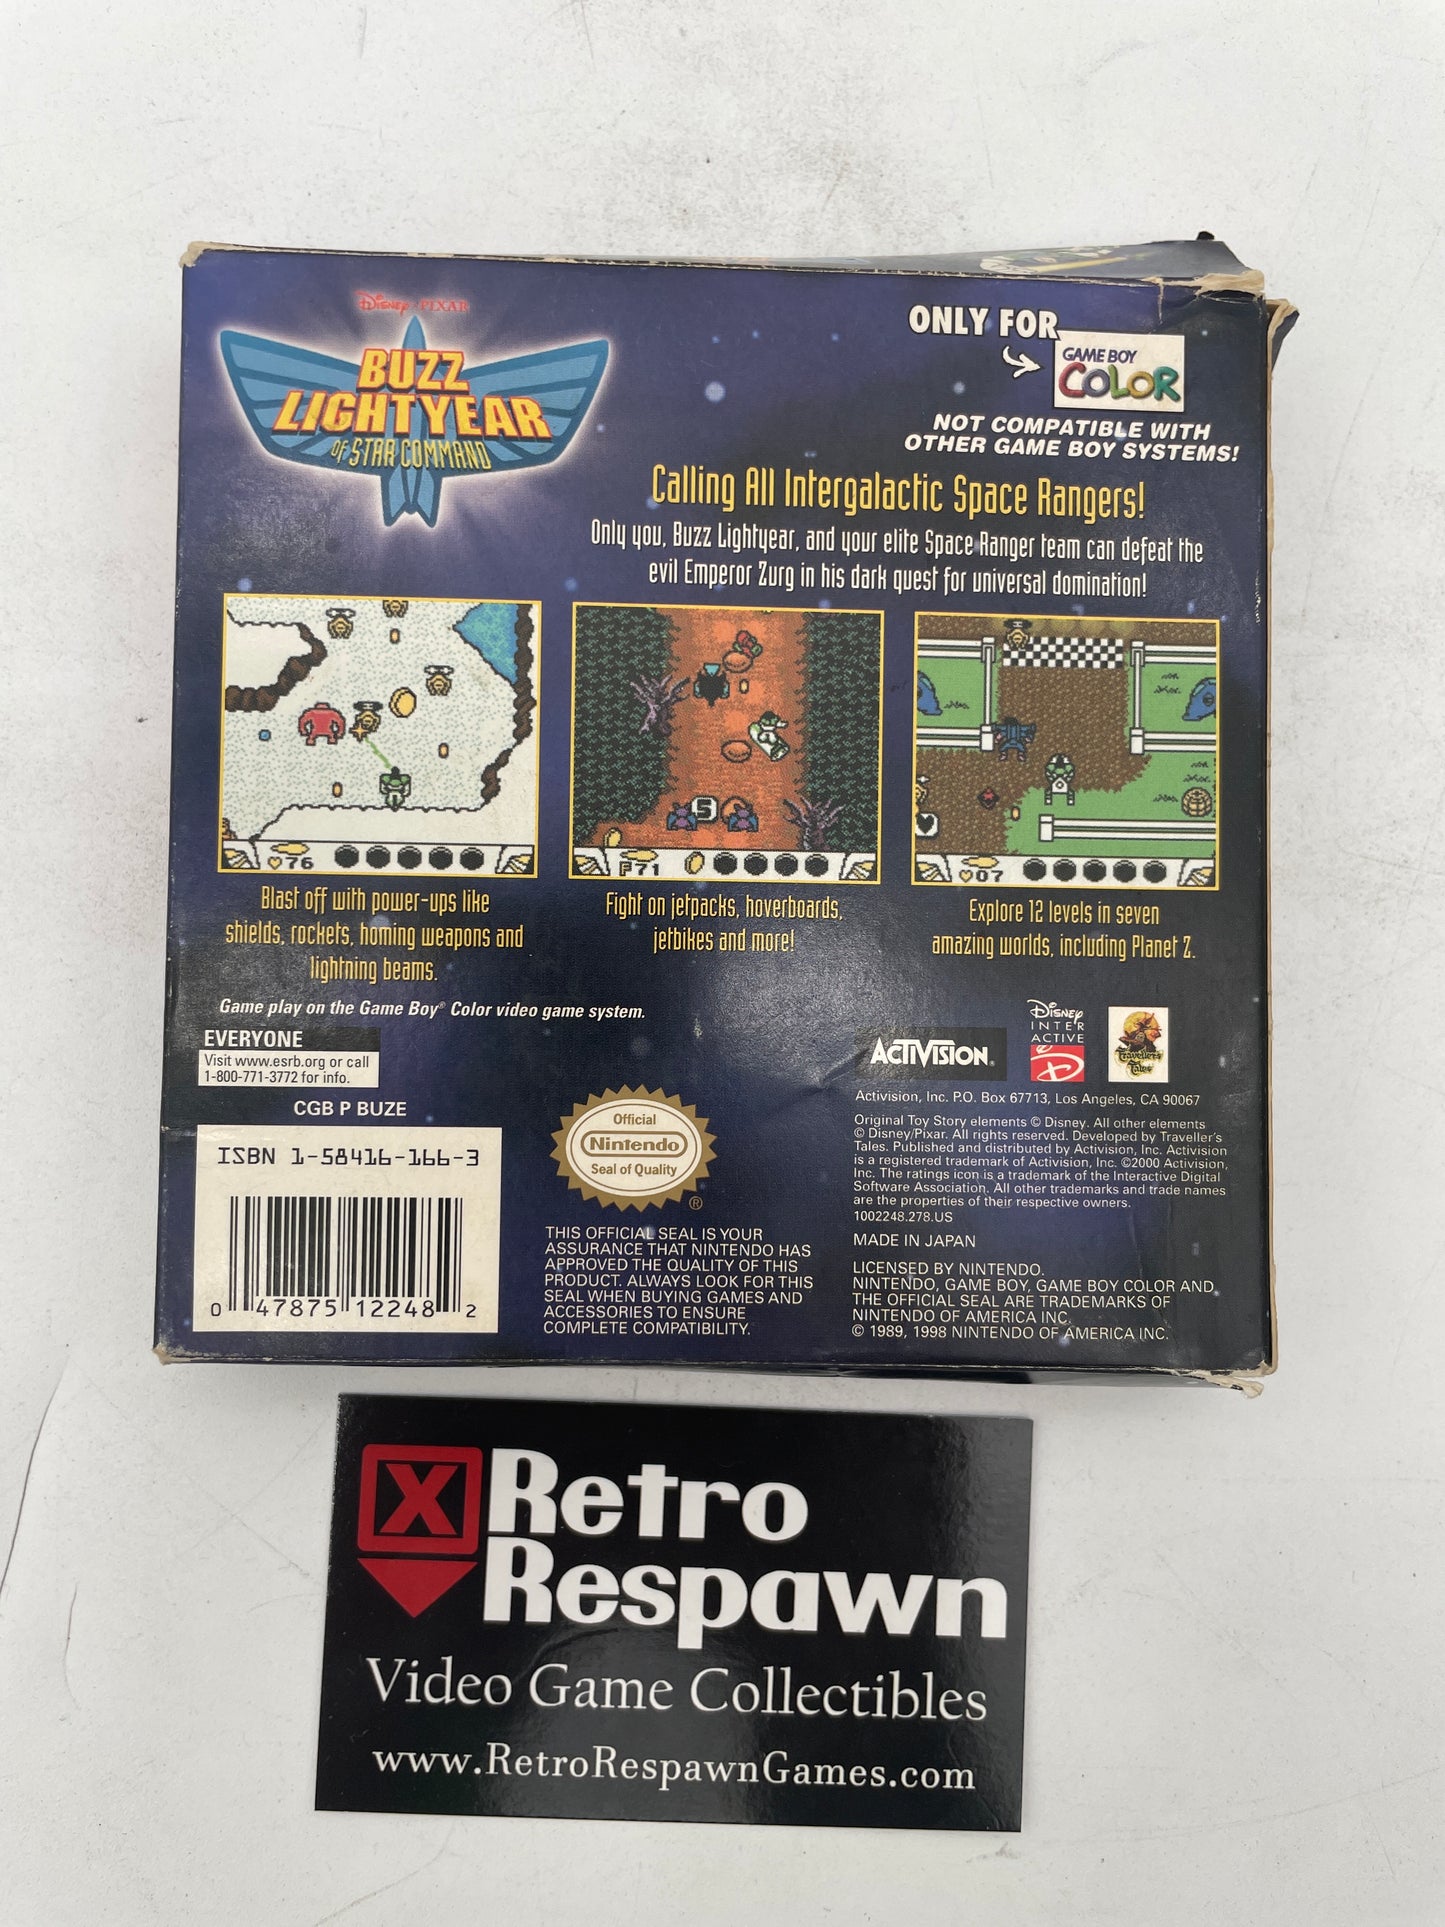 Disney PIXAR
BUZZ
LIGHTYEAR
OF STAR COMMAND
ONLY FOR
GAME BOY
COLOR
NOT COMPATIBLE WITH
OTHER GAME BOY SYSTEMS!
Calling All Intergalactic Space Rangers!
Only you, Buzz Lightyear, and your elite Space Ranger team can defeat the
evil Emperor Zurg in his dark quest for universal domination!
76
5
71
07
Blast off with power-ups like
shields, rockets, homing weapons and
lightning beams.
Fight on jetpacks, hoverboards,
jetbikes and more!
Explore 12 levels in seven
amazing worlds, including Planet Z.
Game play on the Game Boy® Color video game system.
EVERYONE
Visit www.esrb.org or call
1-800-771-3772 for info.
CGB P BUZE
ISBN 1-58416-166-3
0 47875 12248 2
Official
Nintendo
Seal of Quality
®
THIS OFFICIAL SEAL IS YOUR
ASSURANCE THAT NINTENDO HAS
APPROVED THE QUALITY OF THIS
PRODUCT. ALWAYS LOOK FOR THIS
SEAL WHEN BUYING GAMES AND
ACCESSORIES TO ENSURE
COMPLETE COMPATIBILITY.
ACTIVISION®
Disney
INTER
ACTIVE
Traveller's
Tales
Activision, Inc. P.O. Box 67713, Los Angeles, CA 90067
Original Toy Story elements © Disney. All other elements
© Disney/Pixar. All rights reserved. Developed by Traveller's
Tales. Published and distributed by Activision, Inc. Activision
is a registered trademark of Activision, Inc. ©2000 Activision,
Inc. The ratings icon is a trademark of the Interactive Digital
Software Association. All other trademarks and trade names
are the properties of their respective owners.
1002248.278.US
MADE IN JAPAN
LICENSED BY NINTENDO.
NINTENDO, GAME BOY, GAME BOY COLOR AND
THE OFFICIAL SEAL ARE TRADEMARKS OF
NINTENDO OF AMERICA INC.
© 1989, 1998 NINTENDO OF AMERICA INC.
X Retro
Respawn
Video Game Collectibles
www.RetroRespawnGames.com